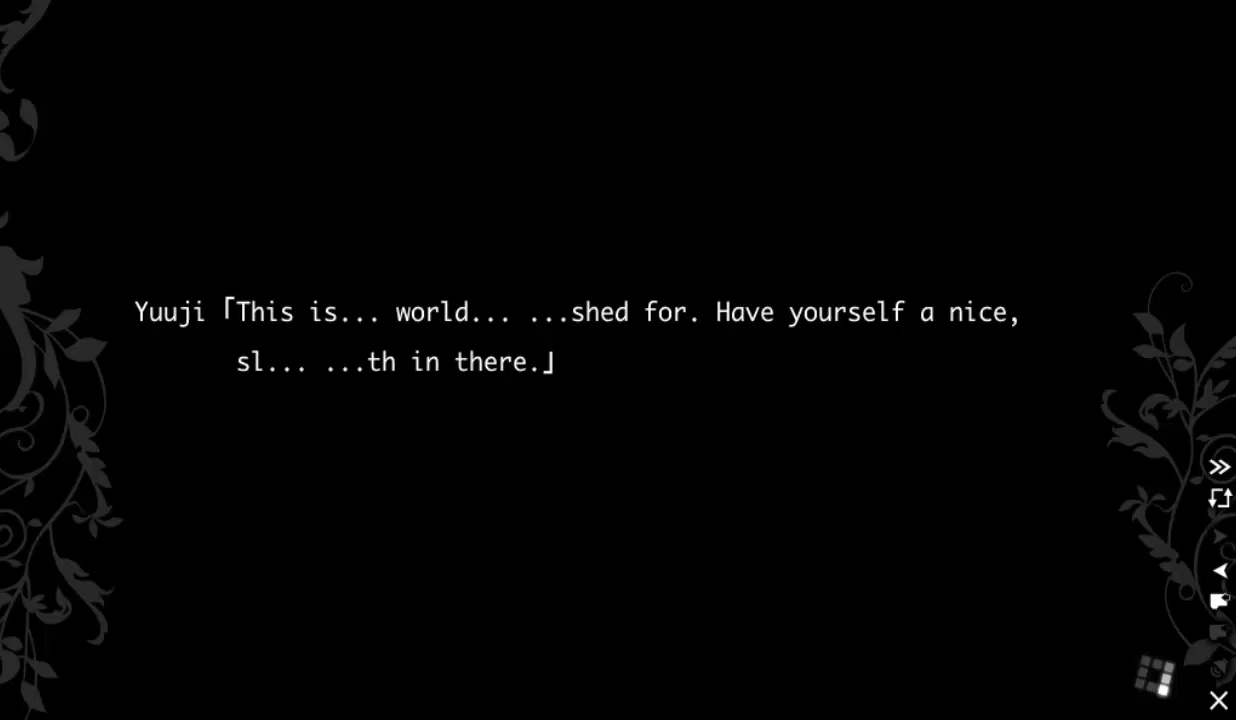 Yuuji「This is... world... ...shed for. Have yourself a nice,
sl... ...th in there.」